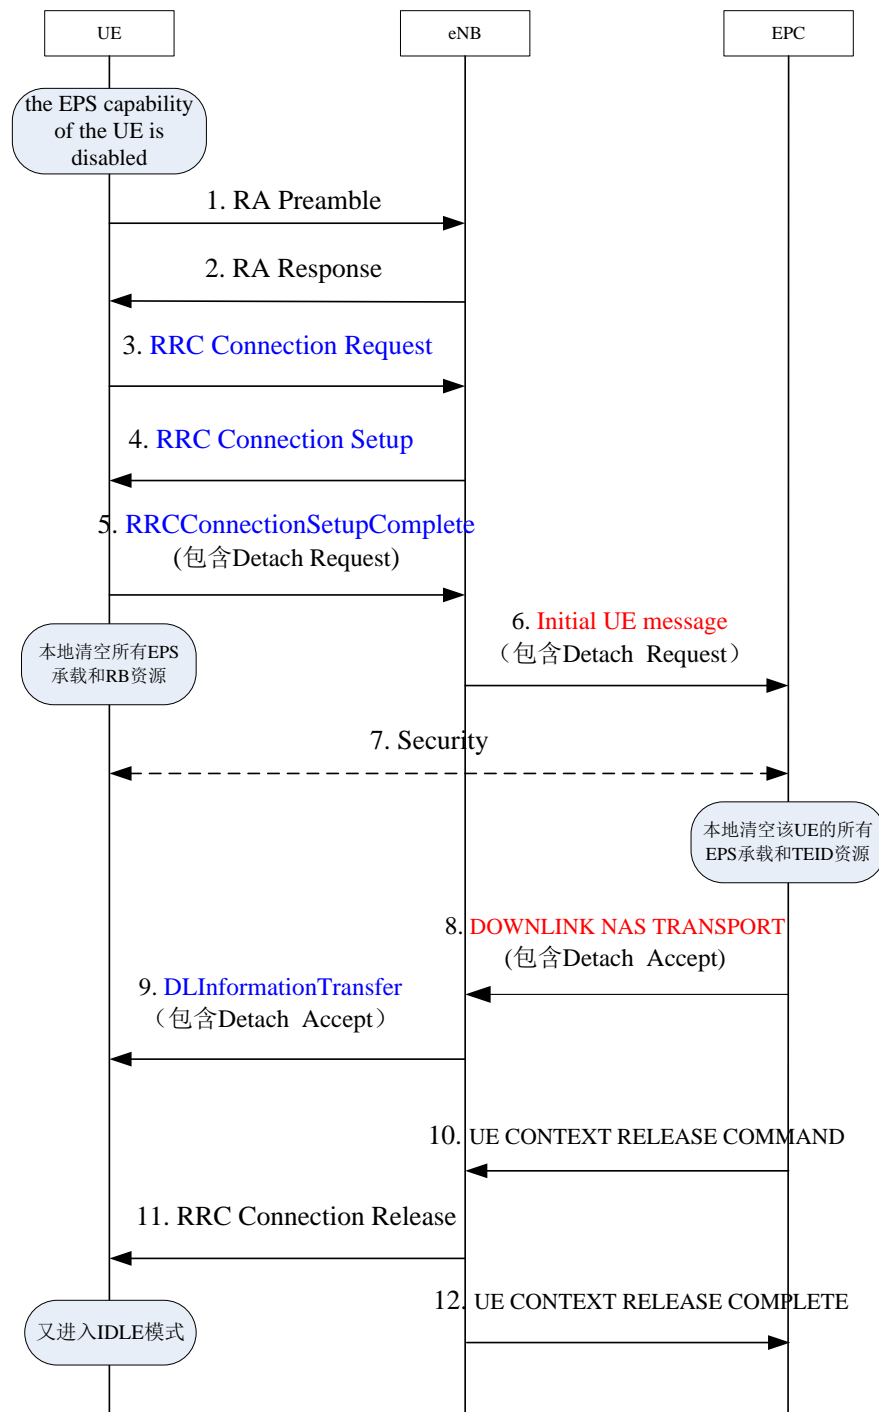 UE
eNB
EPC
the EPS capability
of the UE is
disabled
1. RA Preamble
2. RA Response
3. RRC Connection Request
4. RRC Connection Setup
5. RRCConnectionSetupComplete
(包含Detach Request)
6. Initial UE message
（包含Detach Request）
本地清空所有EPS
承载和RB资源
7. Security
本地清空该UE的所有
EPS承载和TEID资源
8. DOWNLINK NAS TRANSPORT
(包含Detach Accept)
9. DLInformationTransfer
（包含Detach Accept）
10. UE CONTEXT RELEASE COMMAND
11. RRC Connection Release
12. UE CONTEXT RELEASE COMPLETE
又进入IDLE模式